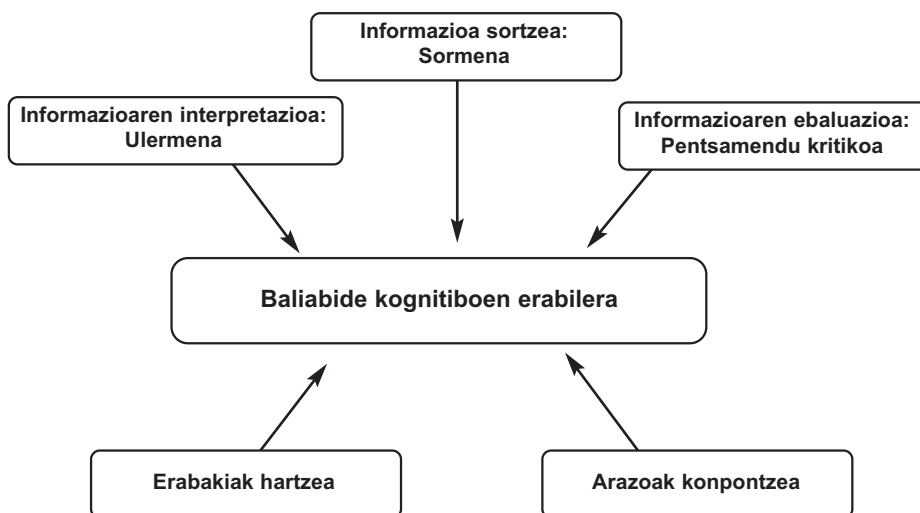 Informazioa sortzea:
Sormena
Informazioaren interpretazioa:
Ulermena
Informazioaren ebaluazioa:
Pentsamendu kritikoa
Baliabide kognitiboen erabilera
Erabakiak hartzea
Arazoak konpontzea